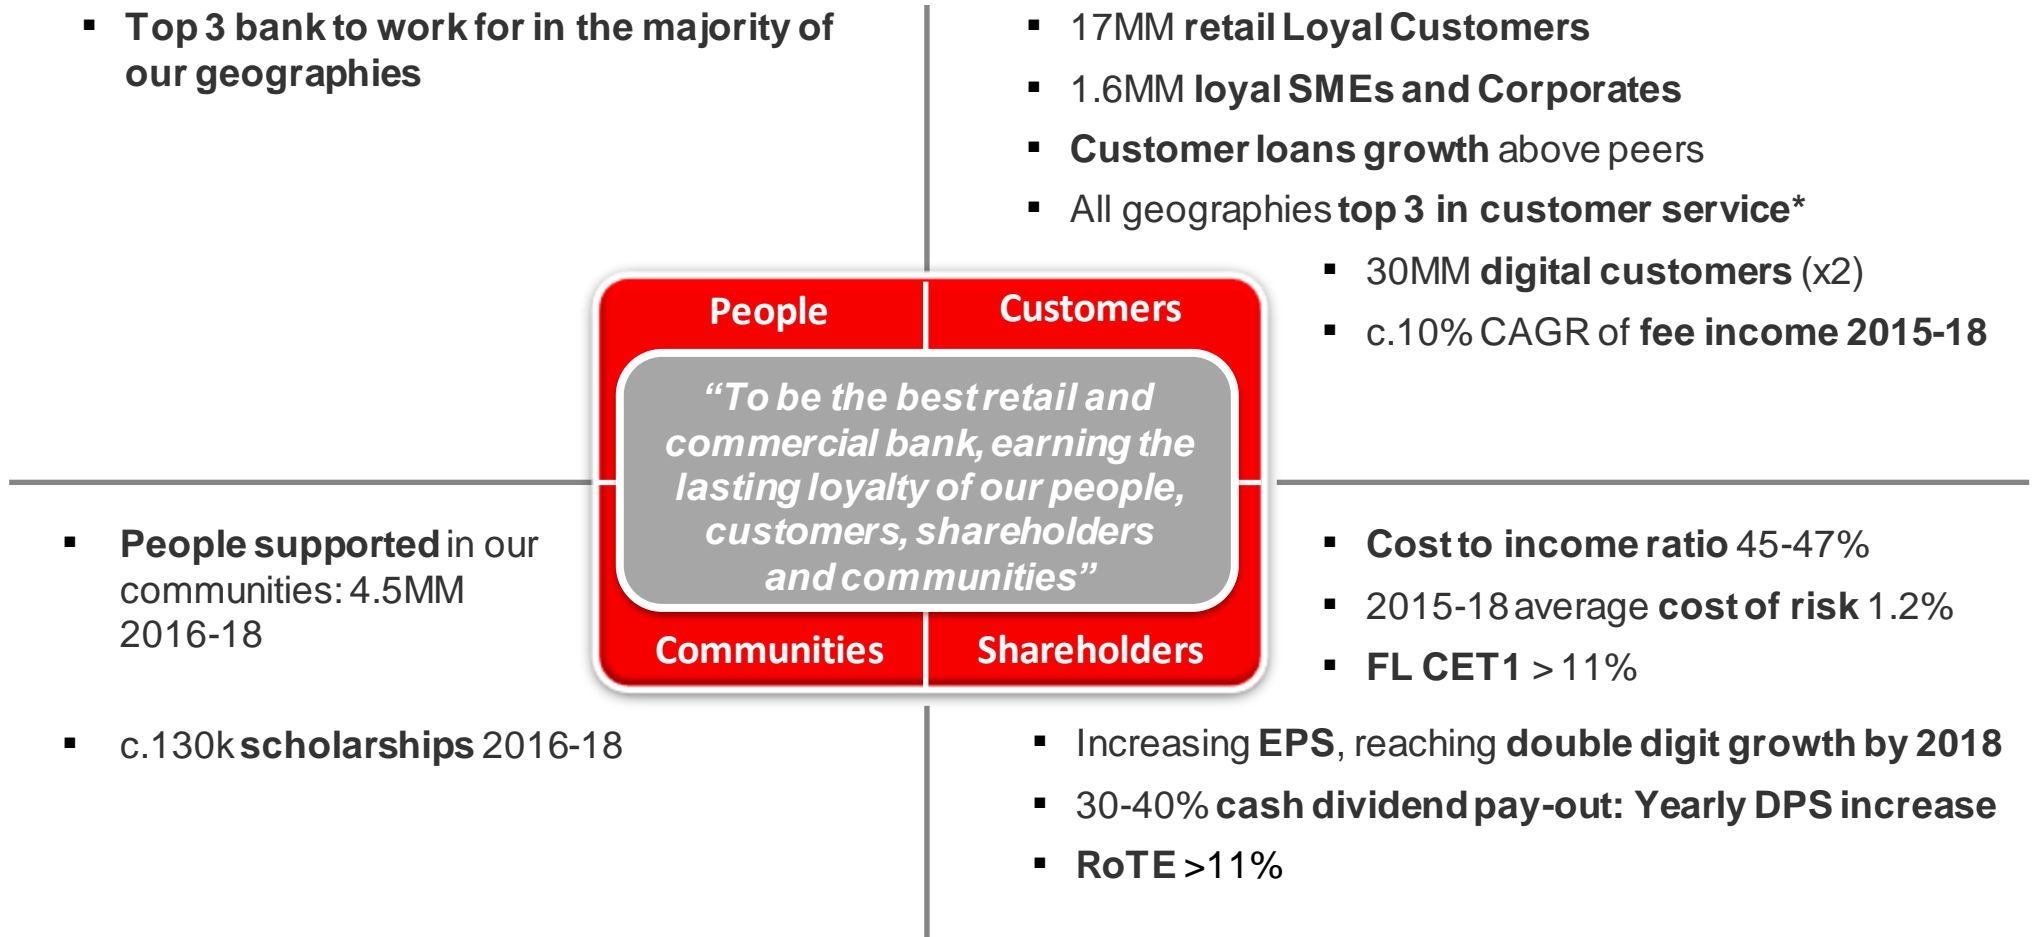 ▪ Top 3 bank to work for in the majority of
our geographies
▪ 17MM retail Loyal Customers
▪ 1.6MM loyal SMEs and Corporates
▪ Customer loans growth above peers
▪ All geographies top 3 in customer service*
▪ 30MM digital customers (x2)
▪ c.10% CAGR of fee income 2015-18
People
Customers
“To be the best retail and
commercial bank, earning the
lasting loyalty of our people,
customers, shareholders
and communities”
Communities
Shareholders
▪ People supported in our
communities: 4.5MM
2016-18
▪ c.130k scholarships 2016-18
▪ Cost to income ratio 45-47%
▪ 2015-18 average cost of risk 1.2%
▪ FL CET1 > 11%
▪ Increasing EPS, reaching double digit growth by 2018
▪ 30-40% cash dividend pay-out: Yearly DPS increase
▪ RoTE >11%